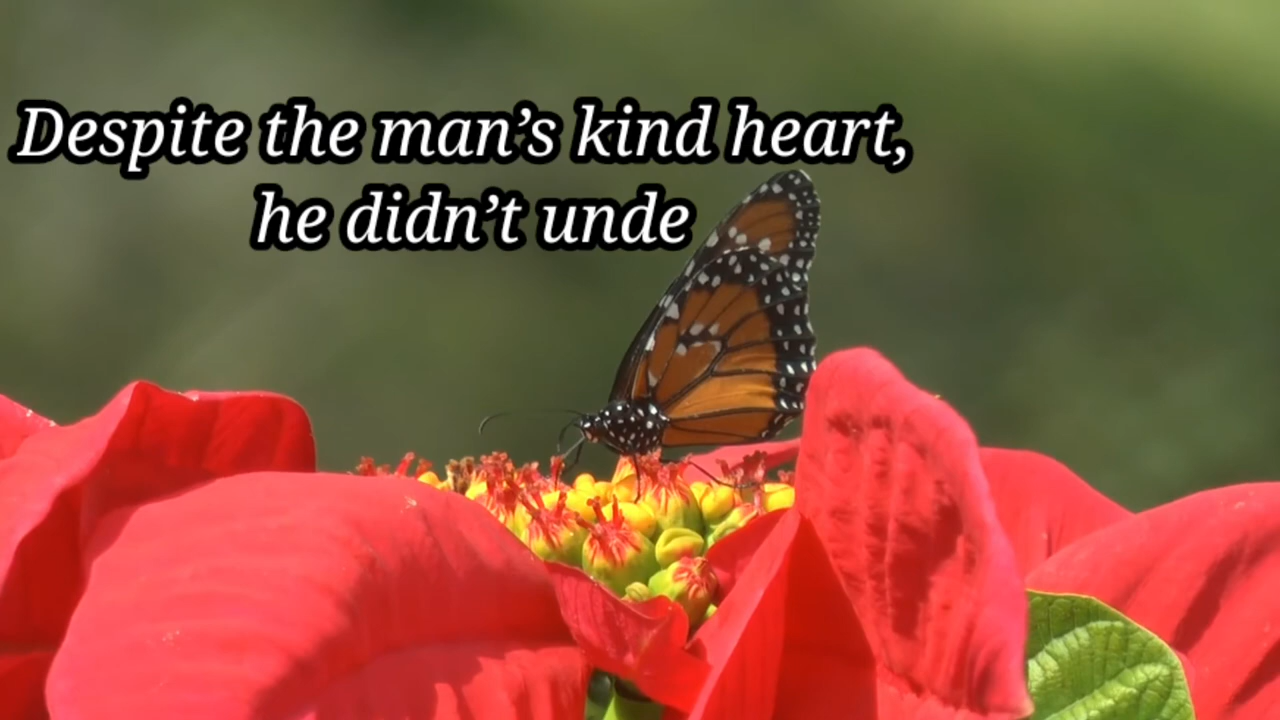 Despite the man’s kind heart,
he didn’t unde